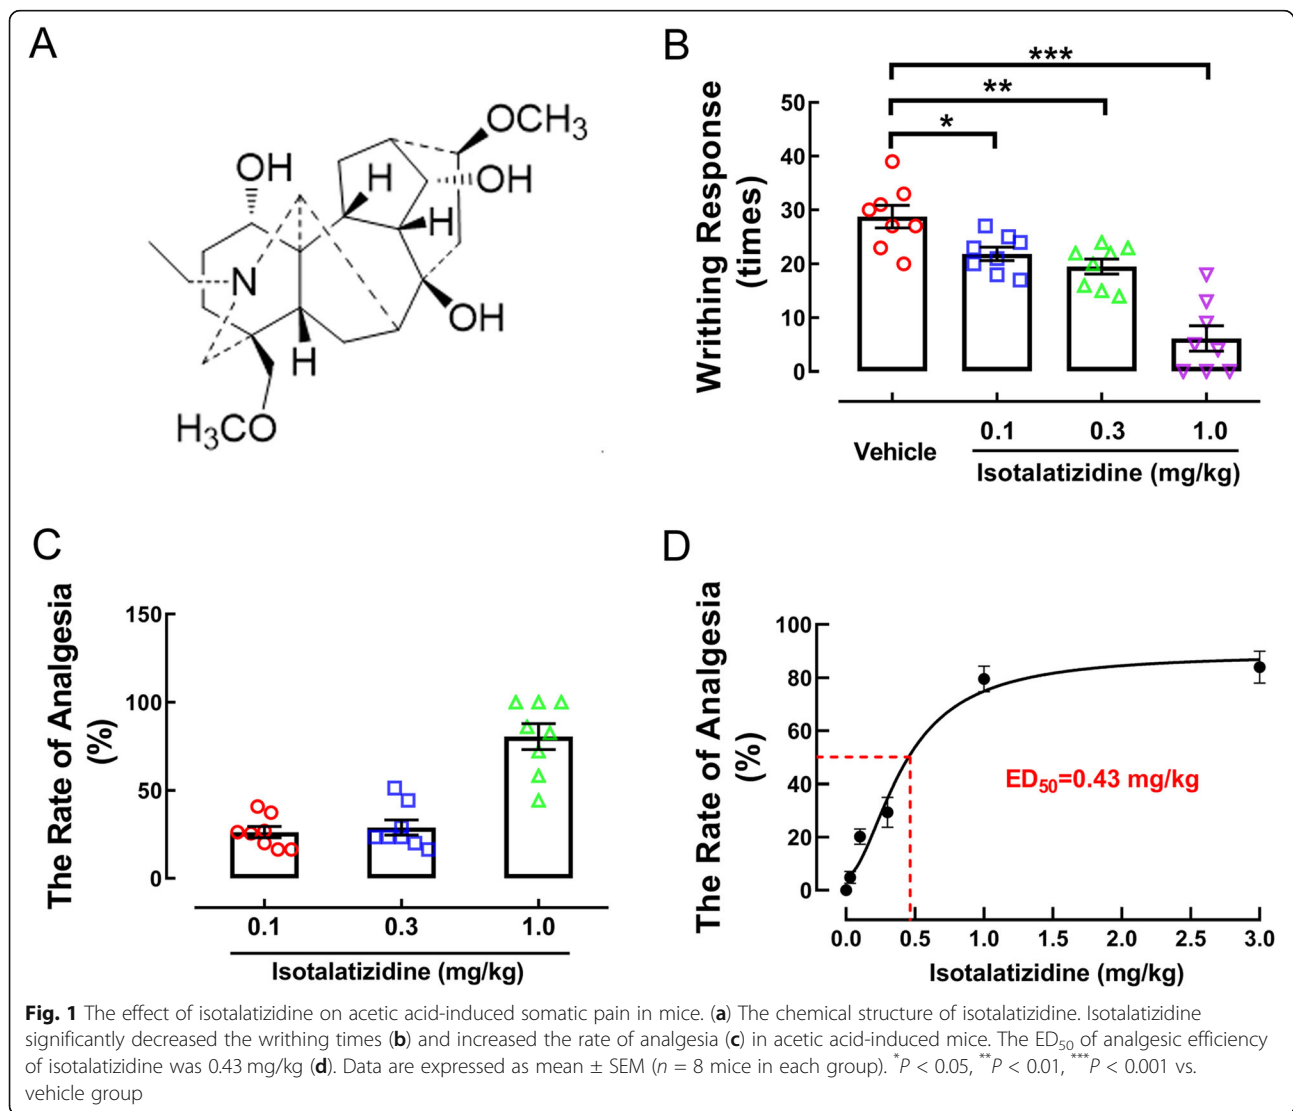 A
OH
H
H
OCH3
OH
N
OH
H
H3CO
B
Writhing Response
(times)
50
40
30
20
10
0
***
**
*
Vehicle
0.1 0.3 1.0
Isotalatizidine (mg/kg)
C
The Rate of Analgesia
(%)
150
100
50
0
0.1 0.3 1.0
Isotalatizidine (mg/kg)
D
The Rate of Analgesia
(%)
100
80
60
40
20
0
ED50=0.43 mg/kg
0.0 0.5 1.0 1.5 2.0 2.5 3.0
Isotalatizidine (mg/kg)
Fig. 1 The effect of isotalatizidine on acetic acid-induced somatic pain in mice. (a) The chemical structure of isotalatizidine. Isotalatizidine
significantly decreased the writhing times (b) and increased the rate of analgesia (c) in acetic acid-induced mice. The ED50 of analgesic efficiency
of isotalatizidine was 0.43 mg/kg (d). Data are expressed as mean ± SEM (n = 8 mice in each group). *P < 0.05, **P < 0.01, ***P < 0.001 vs.
vehicle group